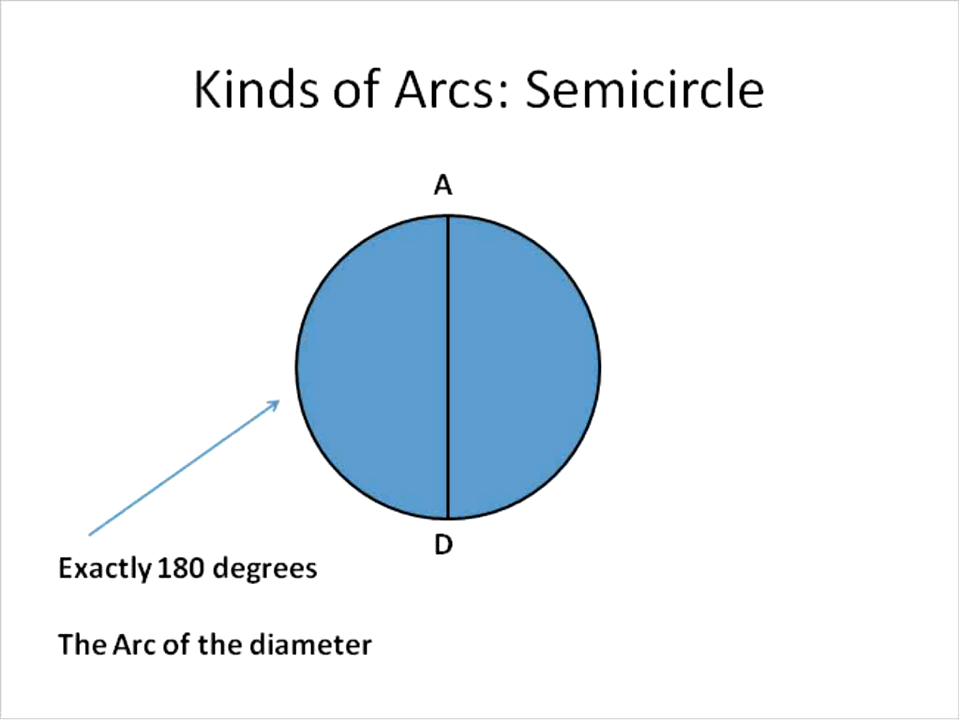 Kinds of Arcs: Semicircle
A
D
Exactly 180 degrees
The Arc of the diameter